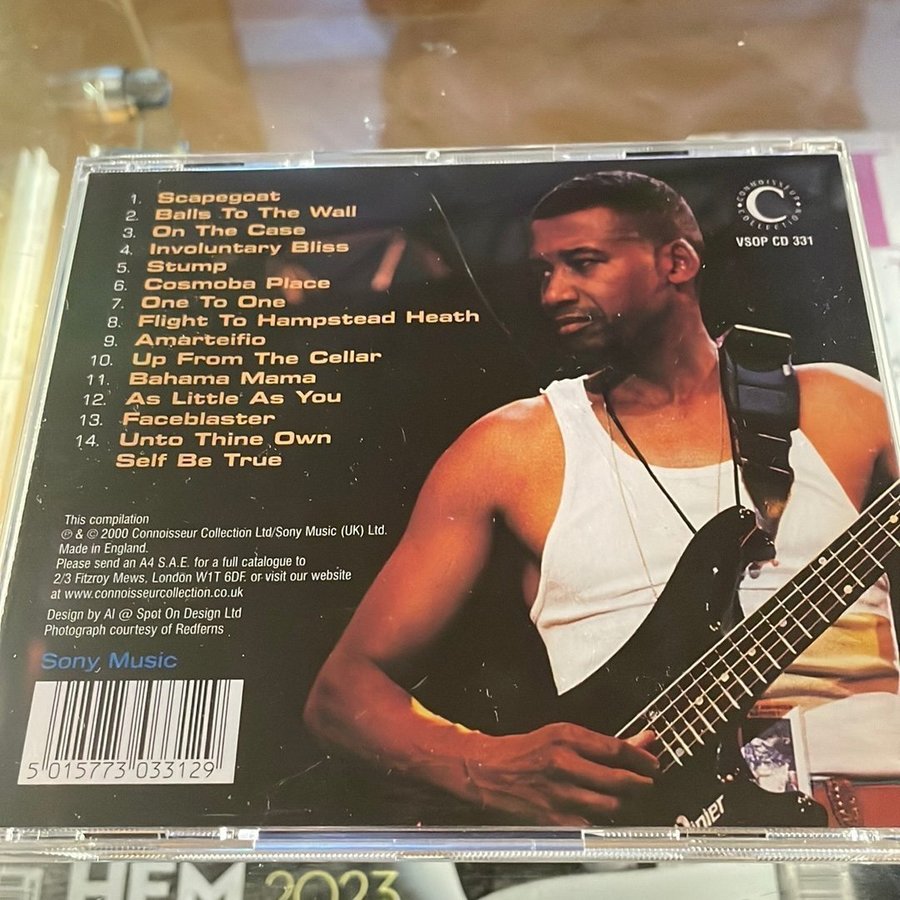 1. Scapegoat
2. Balls To The Wall
3. On The Case
4. Involuntary Bliss
5. Stump
6. Cosmoba Place
7. One To One
8. Flight To Hampstead Heath
9. Amarteifio
10. Up From The Cellar
11. Bahama Mama
12. As Little As You
13. Faceblaster
14. Unto Thine Own
Self Be True
CONNOISSEUR COLLECTION
C
VSOP CD 331
This compilation
℗ & © 2000 Connoisseur Collection Ltd/Sony Music (UK) Ltd.
Made in England.
Please send an A4 S.A.E. for a full catalogue to
2/3 Fitzroy Mews, London W1T 6DF or visit our website
at www.connoisseurcollection.co.uk
Design by Al @ Spot On Design Ltd
Photograph courtesy of Redferns
Sony Music
5 015773 033129
HFM 2023